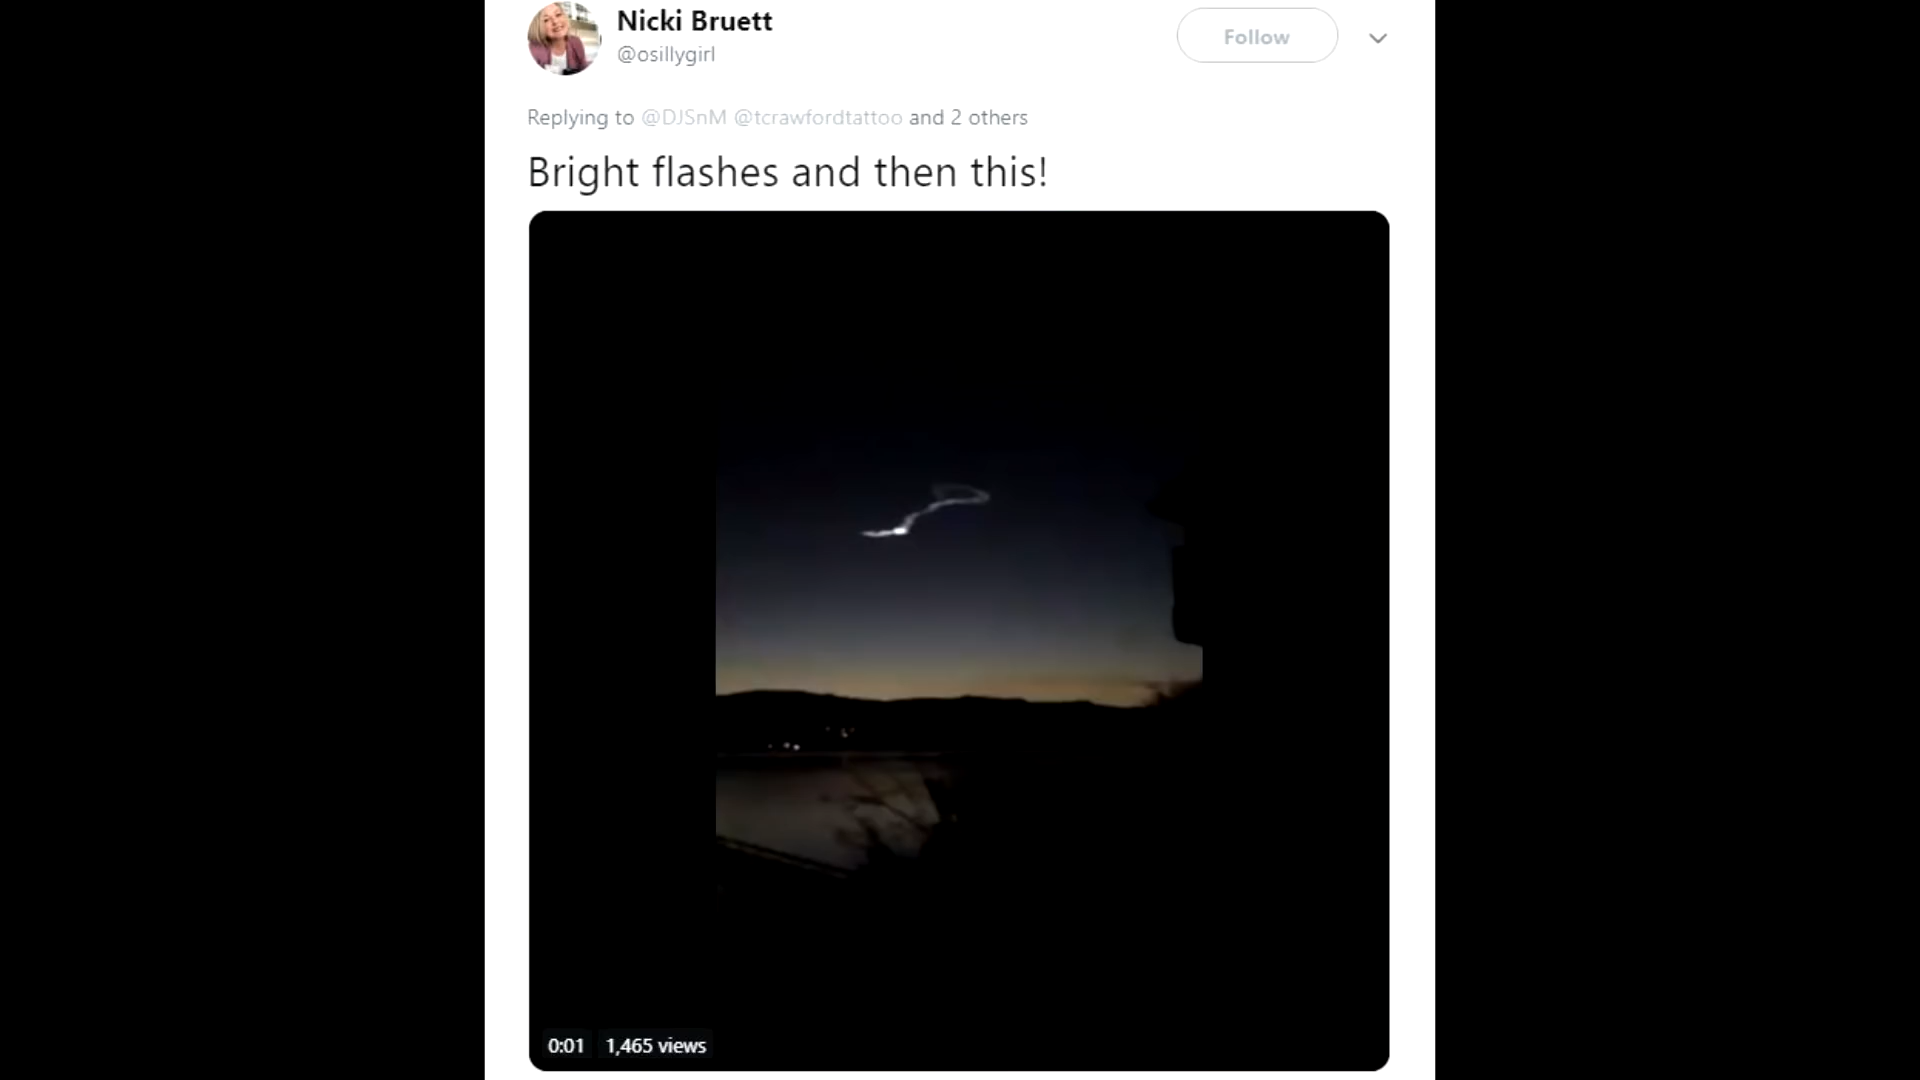 Nicki Bruett
@osillygirl
Follow
Replying to @DJSnM @tcrawfordtattoo and 2 others
Bright flashes and then this!
0:01 1,465 views